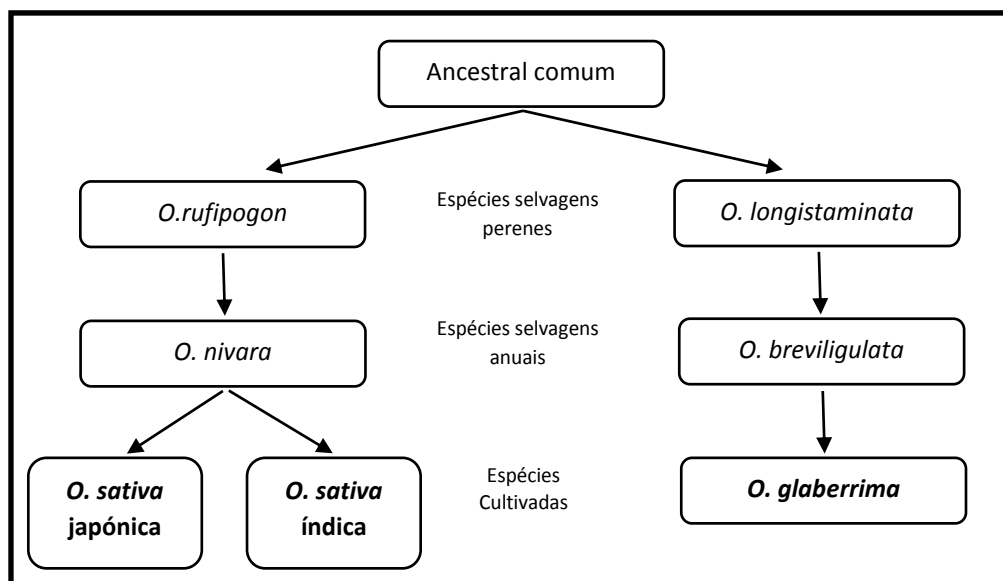 Ancestral comum
O.rufipogon
Espécies selvagens
perenes
O. longistaminata
O. nivara
Espécies selvagens
anuais
O. breviligulata
O. sativa
japónica
O. sativa
índica
Espécies
Cultivadas
O. glaberrima